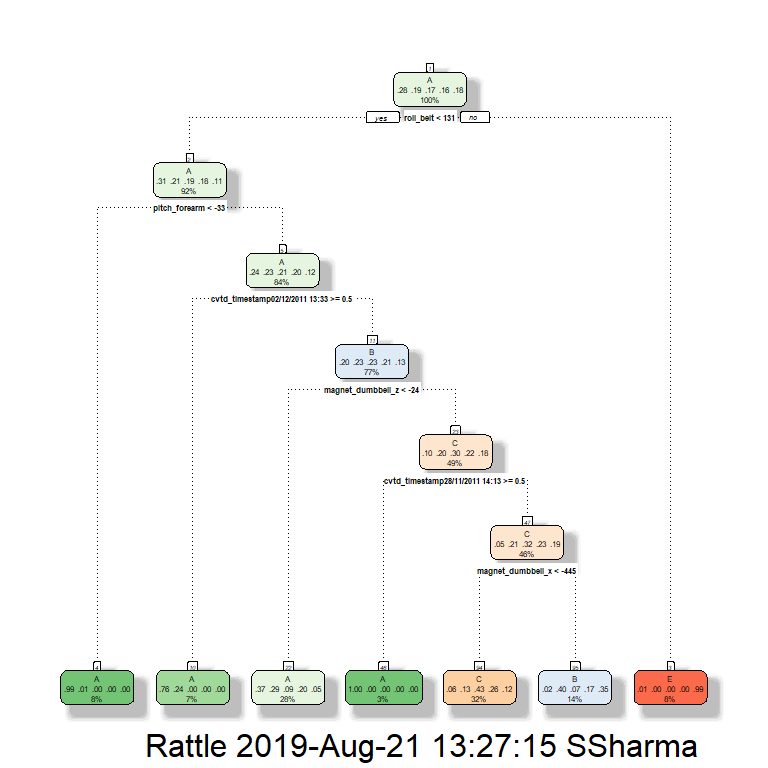 1
A
.28 .19 .17 .16 .18
100%
yes roll_belt < 131 no
2
A
.31 .21 .19 .18 .11
92%
pitch_forearm < -33
5
A
.24 .23 .21 .20 .12
84%
cvtd_timestamp02/12/2011 13:33 >= 0.5
11
B
.20 .23 .23 .21 .13
77%
magnet_dumbbell_z < -24
23
C
.10 .20 .30 .22 .18
49%
cvtd_timestamp28/11/2011 14:13 >= 0.5
47
C
.05 .21 .32 .23 .19
46%
magnet_dumbbell_x < -445
4 10 22 46 94 95 3
A A A A C B E
.99 .01 .00 .00 .00 .76 .24 .00 .00 .00 .37 .29 .09 .20 .05 1.00 .00 .00 .00 .00 .06 .13 .43 .26 .12 .02 .40 .07 .17 .35 .01 .00 .00 .00 .99
8% 7% 28% 3% 32% 14% 8%
Rattle 2019-Aug-21 13:27:15 SSharma